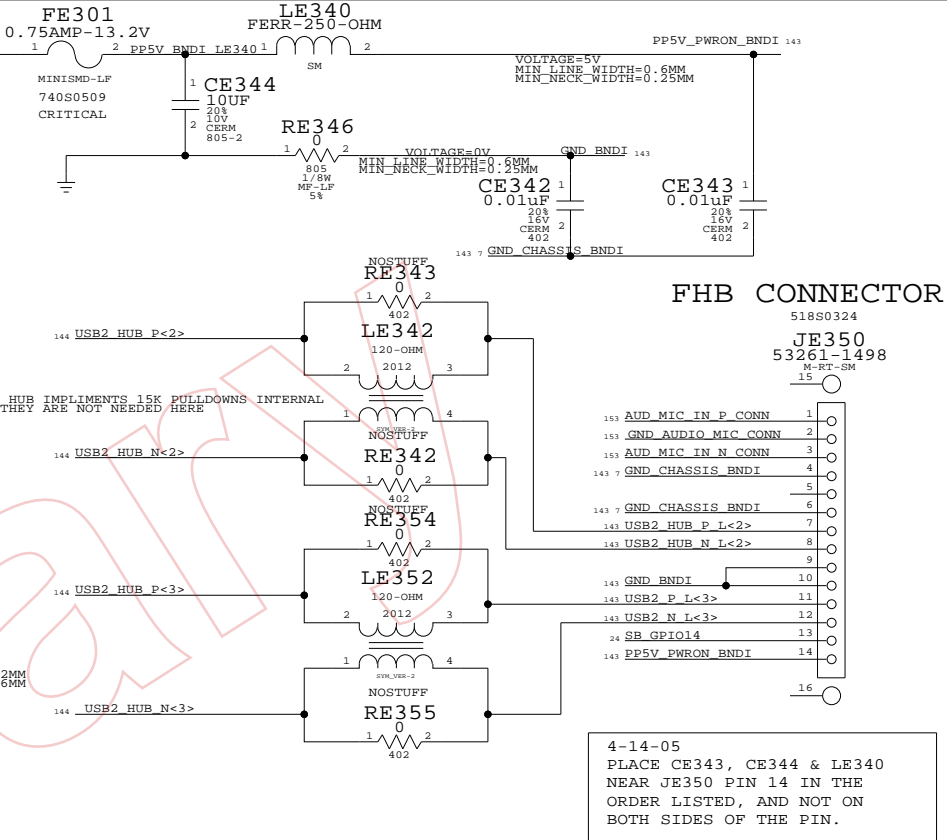 FE301
0.75AMP-13.2V
1 2
PP5V_BNDI_LE340
MINISMD-LF
740S0509
CRITICAL
LE340
FERR-250-OHM
1 2
SM
PP5V_PWRON_BNDI 143
VOLTAGE=5V
MIN_LINE_WIDTH=0.6MM
MIN_NECK_WIDTH=0.25MM
1
CE344
10UF
20%
10V
2
CERM
805-2
RE346
0
1 2
805
1/8W
MF-LF
5%
VOLTAGE=0V
MIN_LINE_WIDTH=0.6MM
MIN_NECK_WIDTH=0.25MM
GND_BNDI 143
CE342 1
0.01uF
20%
16V
CERM 2
402
CE343 1
0.01uF
20%
16V
CERM 2
402
143 7 GND_CHASSIS_BNDI
NOSTUFF
RE343
0
1 2
402
144 USB2_HUB_P<2>
LE342
120-OHM
2 2012 3
HUB IMPLIMENTS 15K PULLDOWNS INTERNAL
THEY ARE NOT NEEDED HERE
1 4
SYM_VER-2
NOSTUFF
144 USB2_HUB_N<2>
RE342
0
1 2
402
NOSTUFF
RE354
0
1 2
402
144 USB2_HUB_P<3>
LE352
120-OHM
2 2012 3
1 4
SYM_VER-2
2MM
6MM
NOSTUFF
144 USB2_HUB_N<3>
RE355
0
1 2
402
FHB CONNECTOR
518S0324
JE350
53261-1498
M-RT-SM
15
153 AUD_MIC_IN_P_CONN 1
153 GND_AUDIO_MIC_CONN 2
153 AUD_MIC_IN_N_CONN 3
143 7 GND_CHASSIS_BNDI 4
5
143 7 GND_CHASSIS_BNDI 6
143 USB2_HUB_P_L<2> 7
143 USB2_HUB_N_L<2> 8
9
143 GND_BNDI 10
143 USB2_P_L<3> 11
143 USB2_N_L<3> 12
24 SB_GPIO14 13
143 PP5V_PWRON_BNDI 14
16
4-14-05
PLACE CE343, CE344 & LE340
NEAR JE350 PIN 14 IN THE
ORDER LISTED, AND NOT ON
BOTH SIDES OF THE PIN.
ary